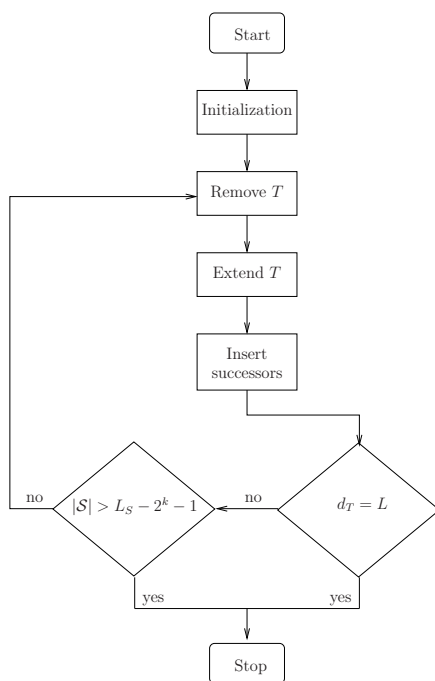 Start
Initialization
Remove T
Extend T
Insert
successors
no
|𝒮| > L_S − 2^k − 1
no
d_T = L
yes
yes
Stop